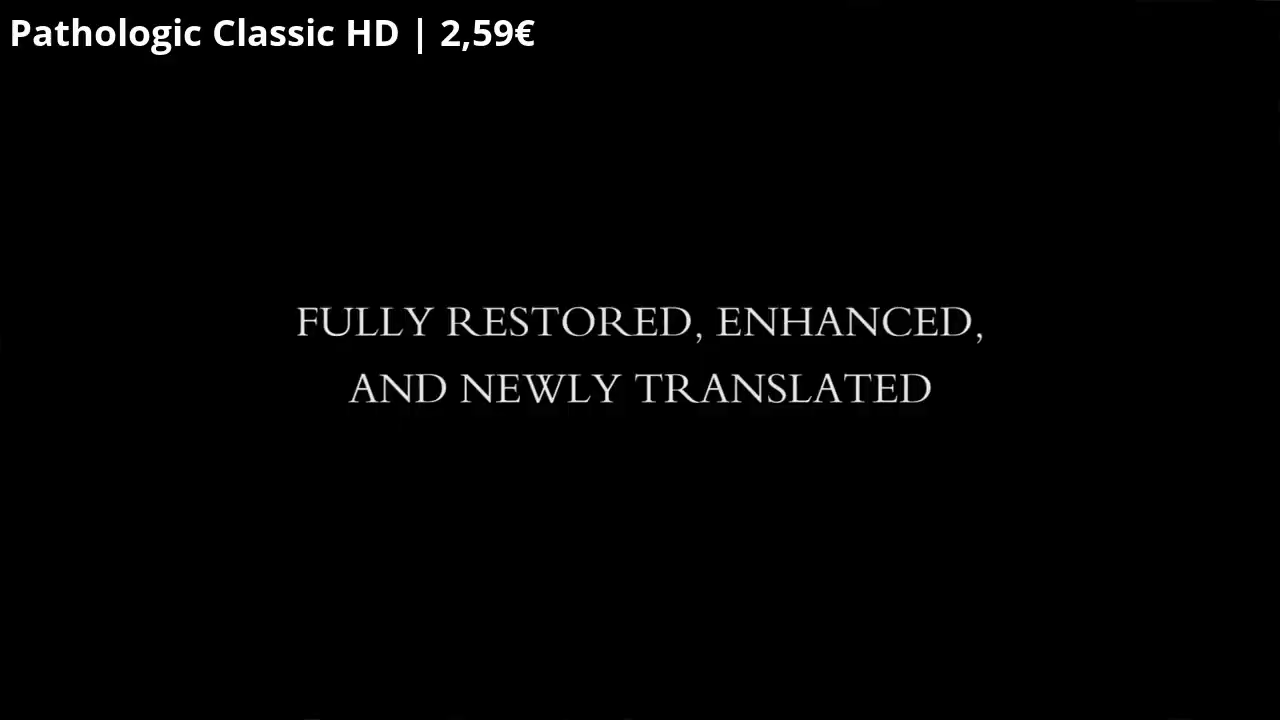 Pathologic Classic HD | 2,59€
FULLY RESTORED, ENHANCED,
AND NEWLY TRANSLATED